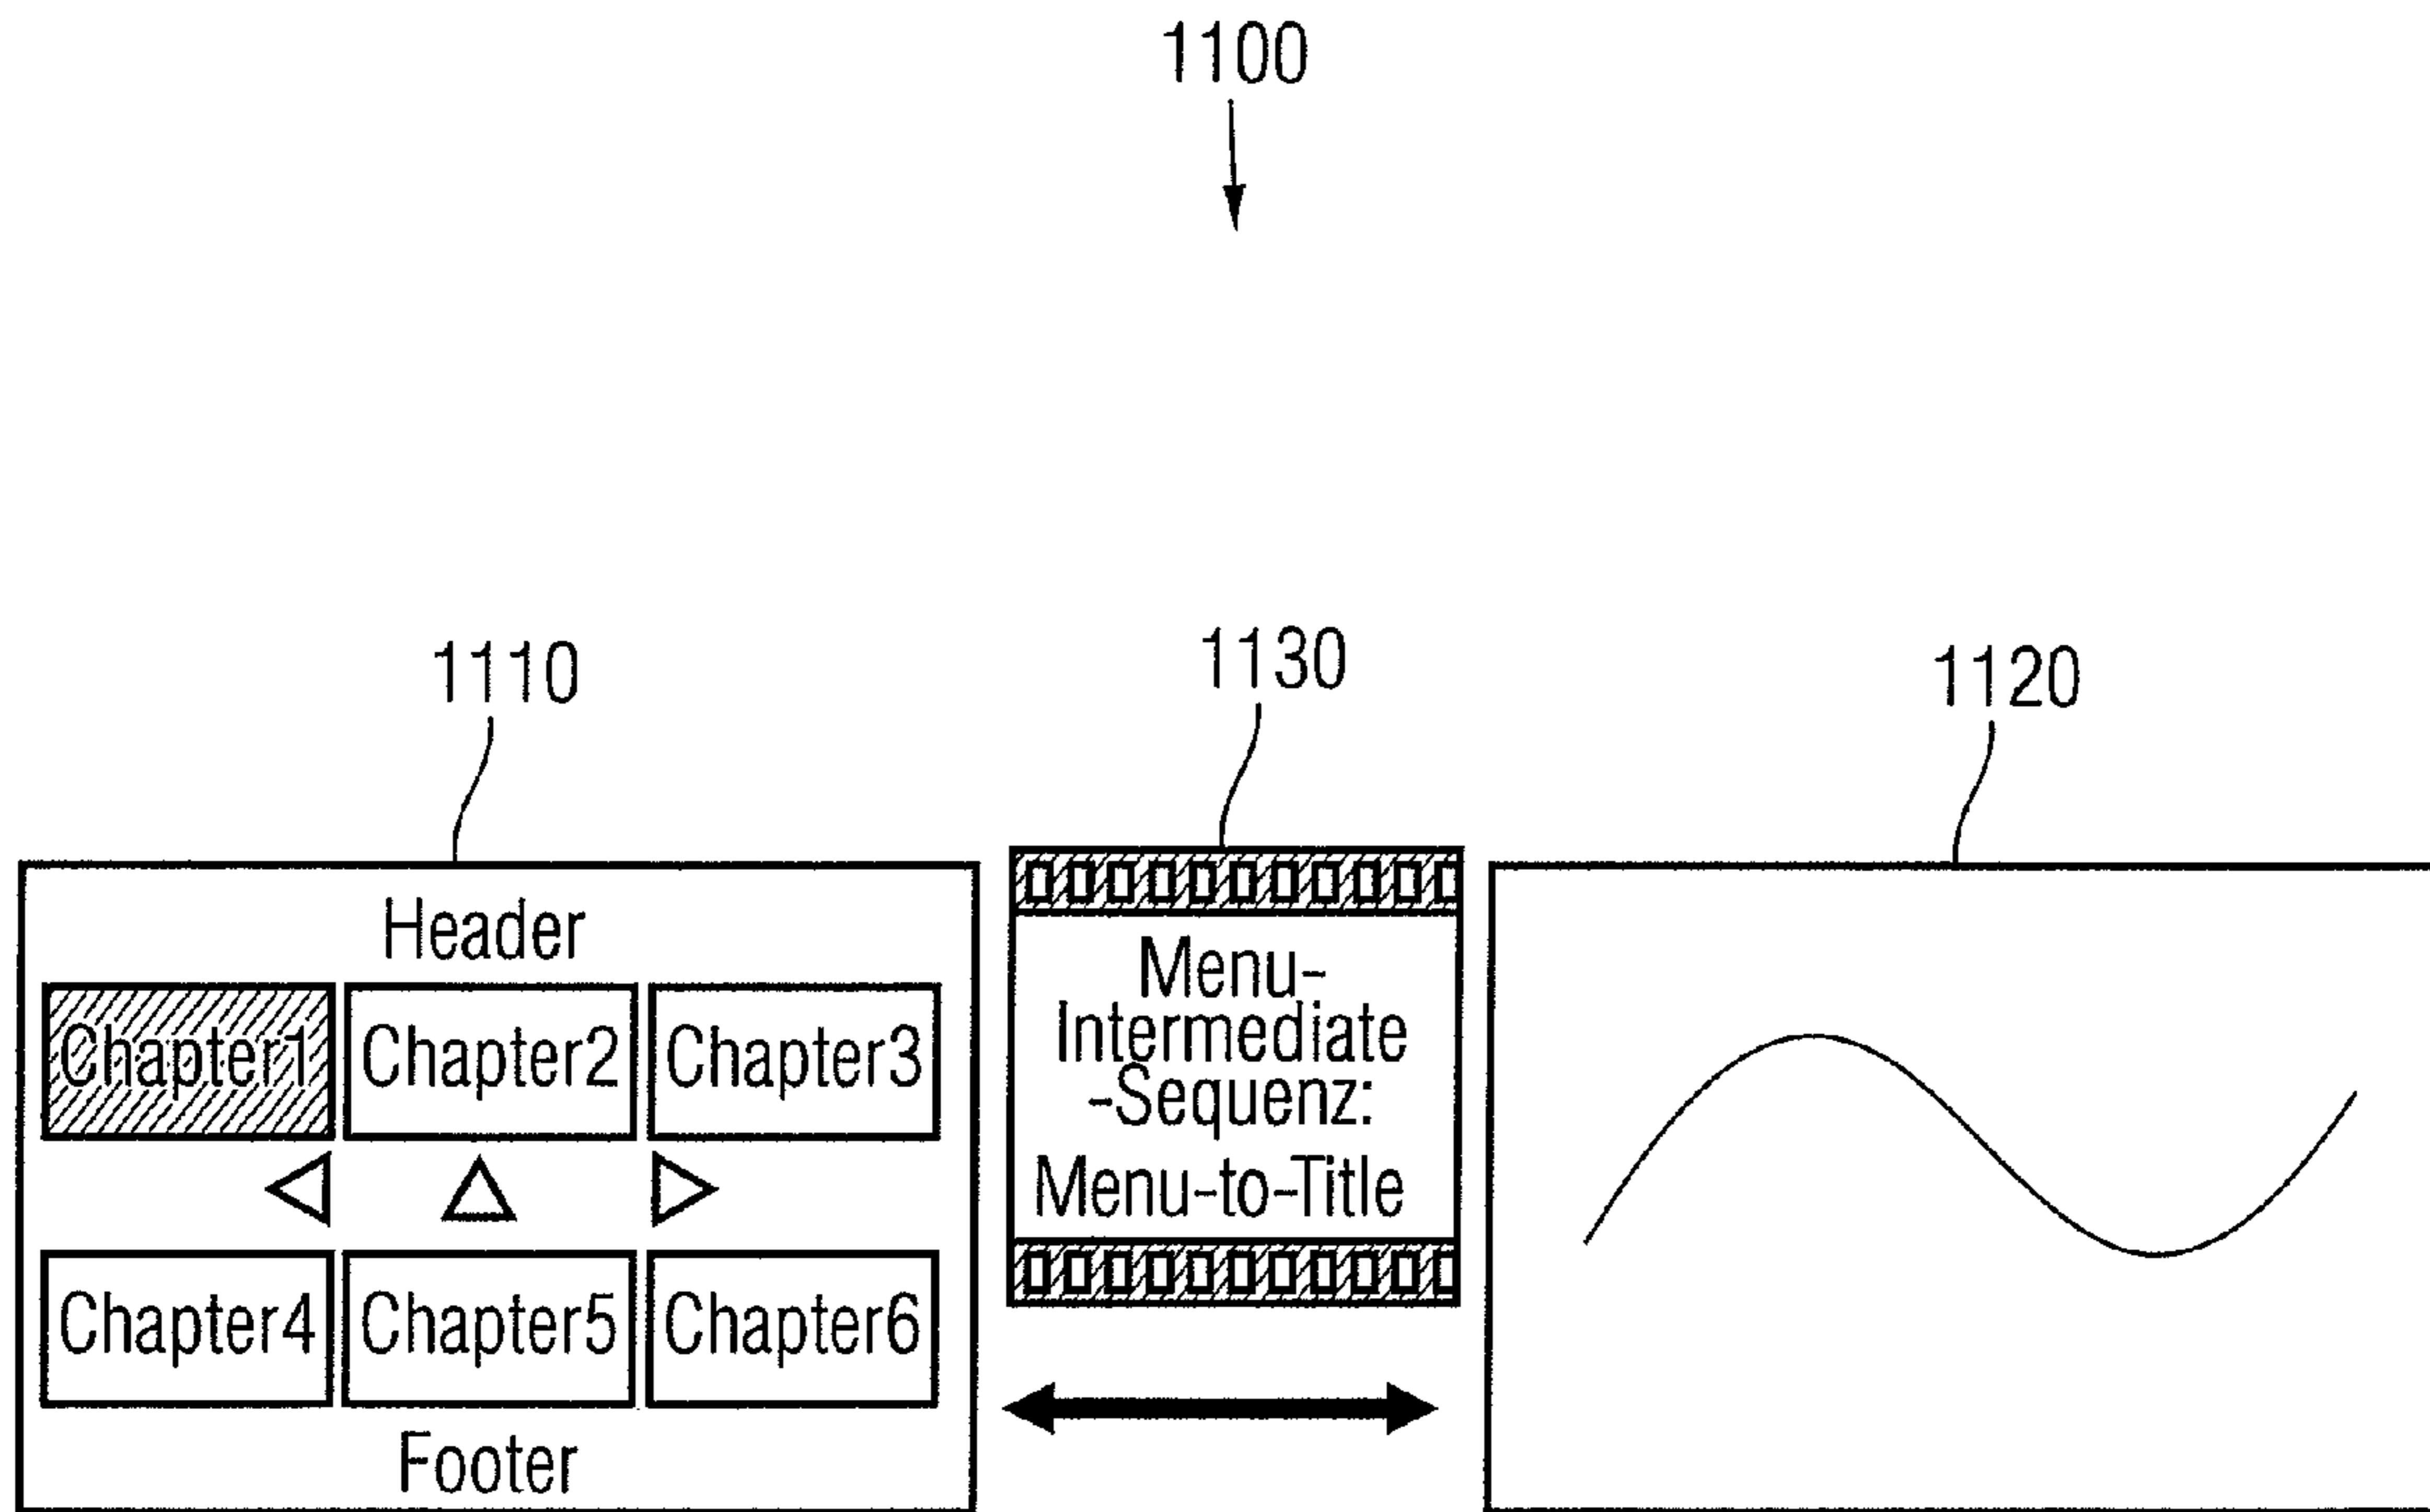 1100
1110
1130
1120
Header
Chapter1 Chapter2 Chapter3
Chapter4 Chapter5 Chapter6
Footer
Menu-
Intermediate
-Sequenz:
Menu-to-Title